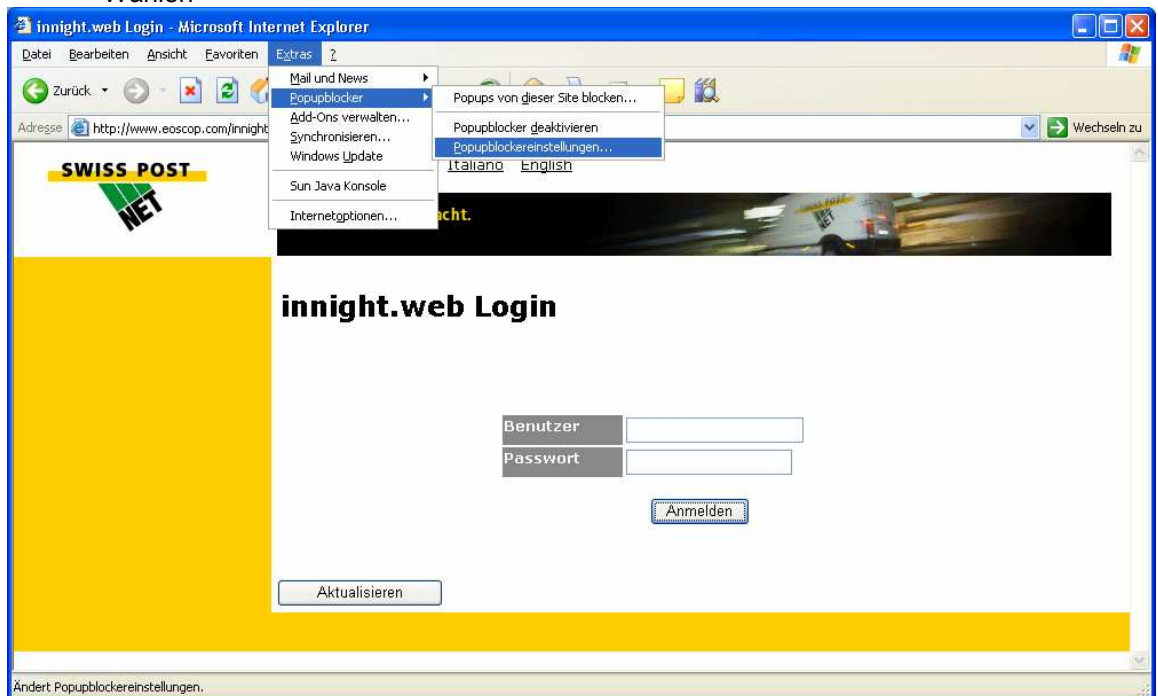 innight.web Login - Microsoft Internet Explorer
Datei Bearbeiten Ansicht Favoriten Extras ?
Mail und News
Popupblocker
Add-Ons verwalten...
Synchronisieren...
Windows Update
Sun Java Konsole
Internetoptionen...
Popups von dieser Site blocken...
Popupblocker deaktivieren
Popupblockereinstellungen...
Zurück
Adresse http://www.eoscop.com/innight
Wechseln zu
SWISS POST
NET
Italiano English
acht.
NET
innight.web Login
Benutzer
Passwort
Anmelden
Aktualisieren
Ändert Popupblockereinstellungen.